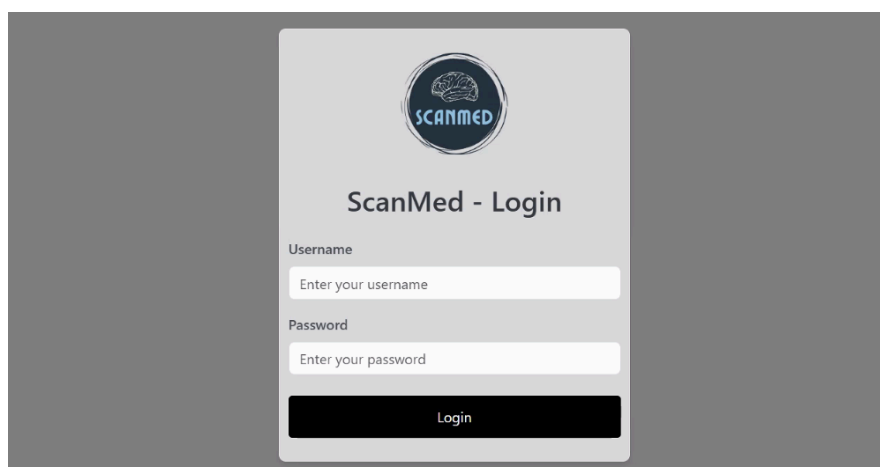 SCANMED
ScanMed - Login
Username
Enter your username
Password
Enter your password
Login